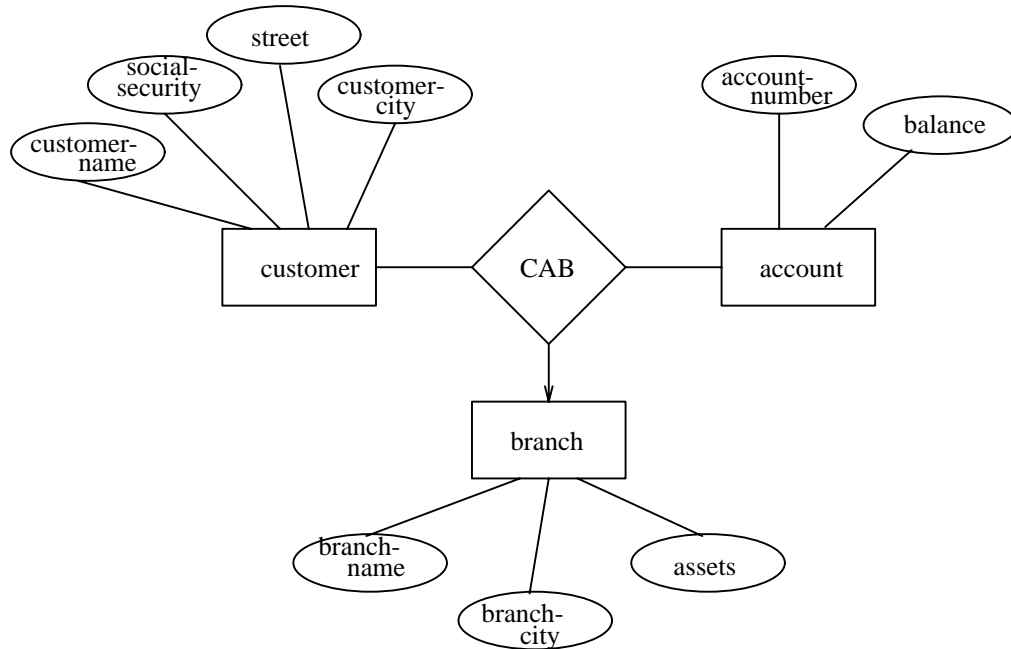 street
social-
security
customer-
city
account-
number
balance
customer-
name
customer
CAB
account
branch
branch-
name
assets
branch-
city